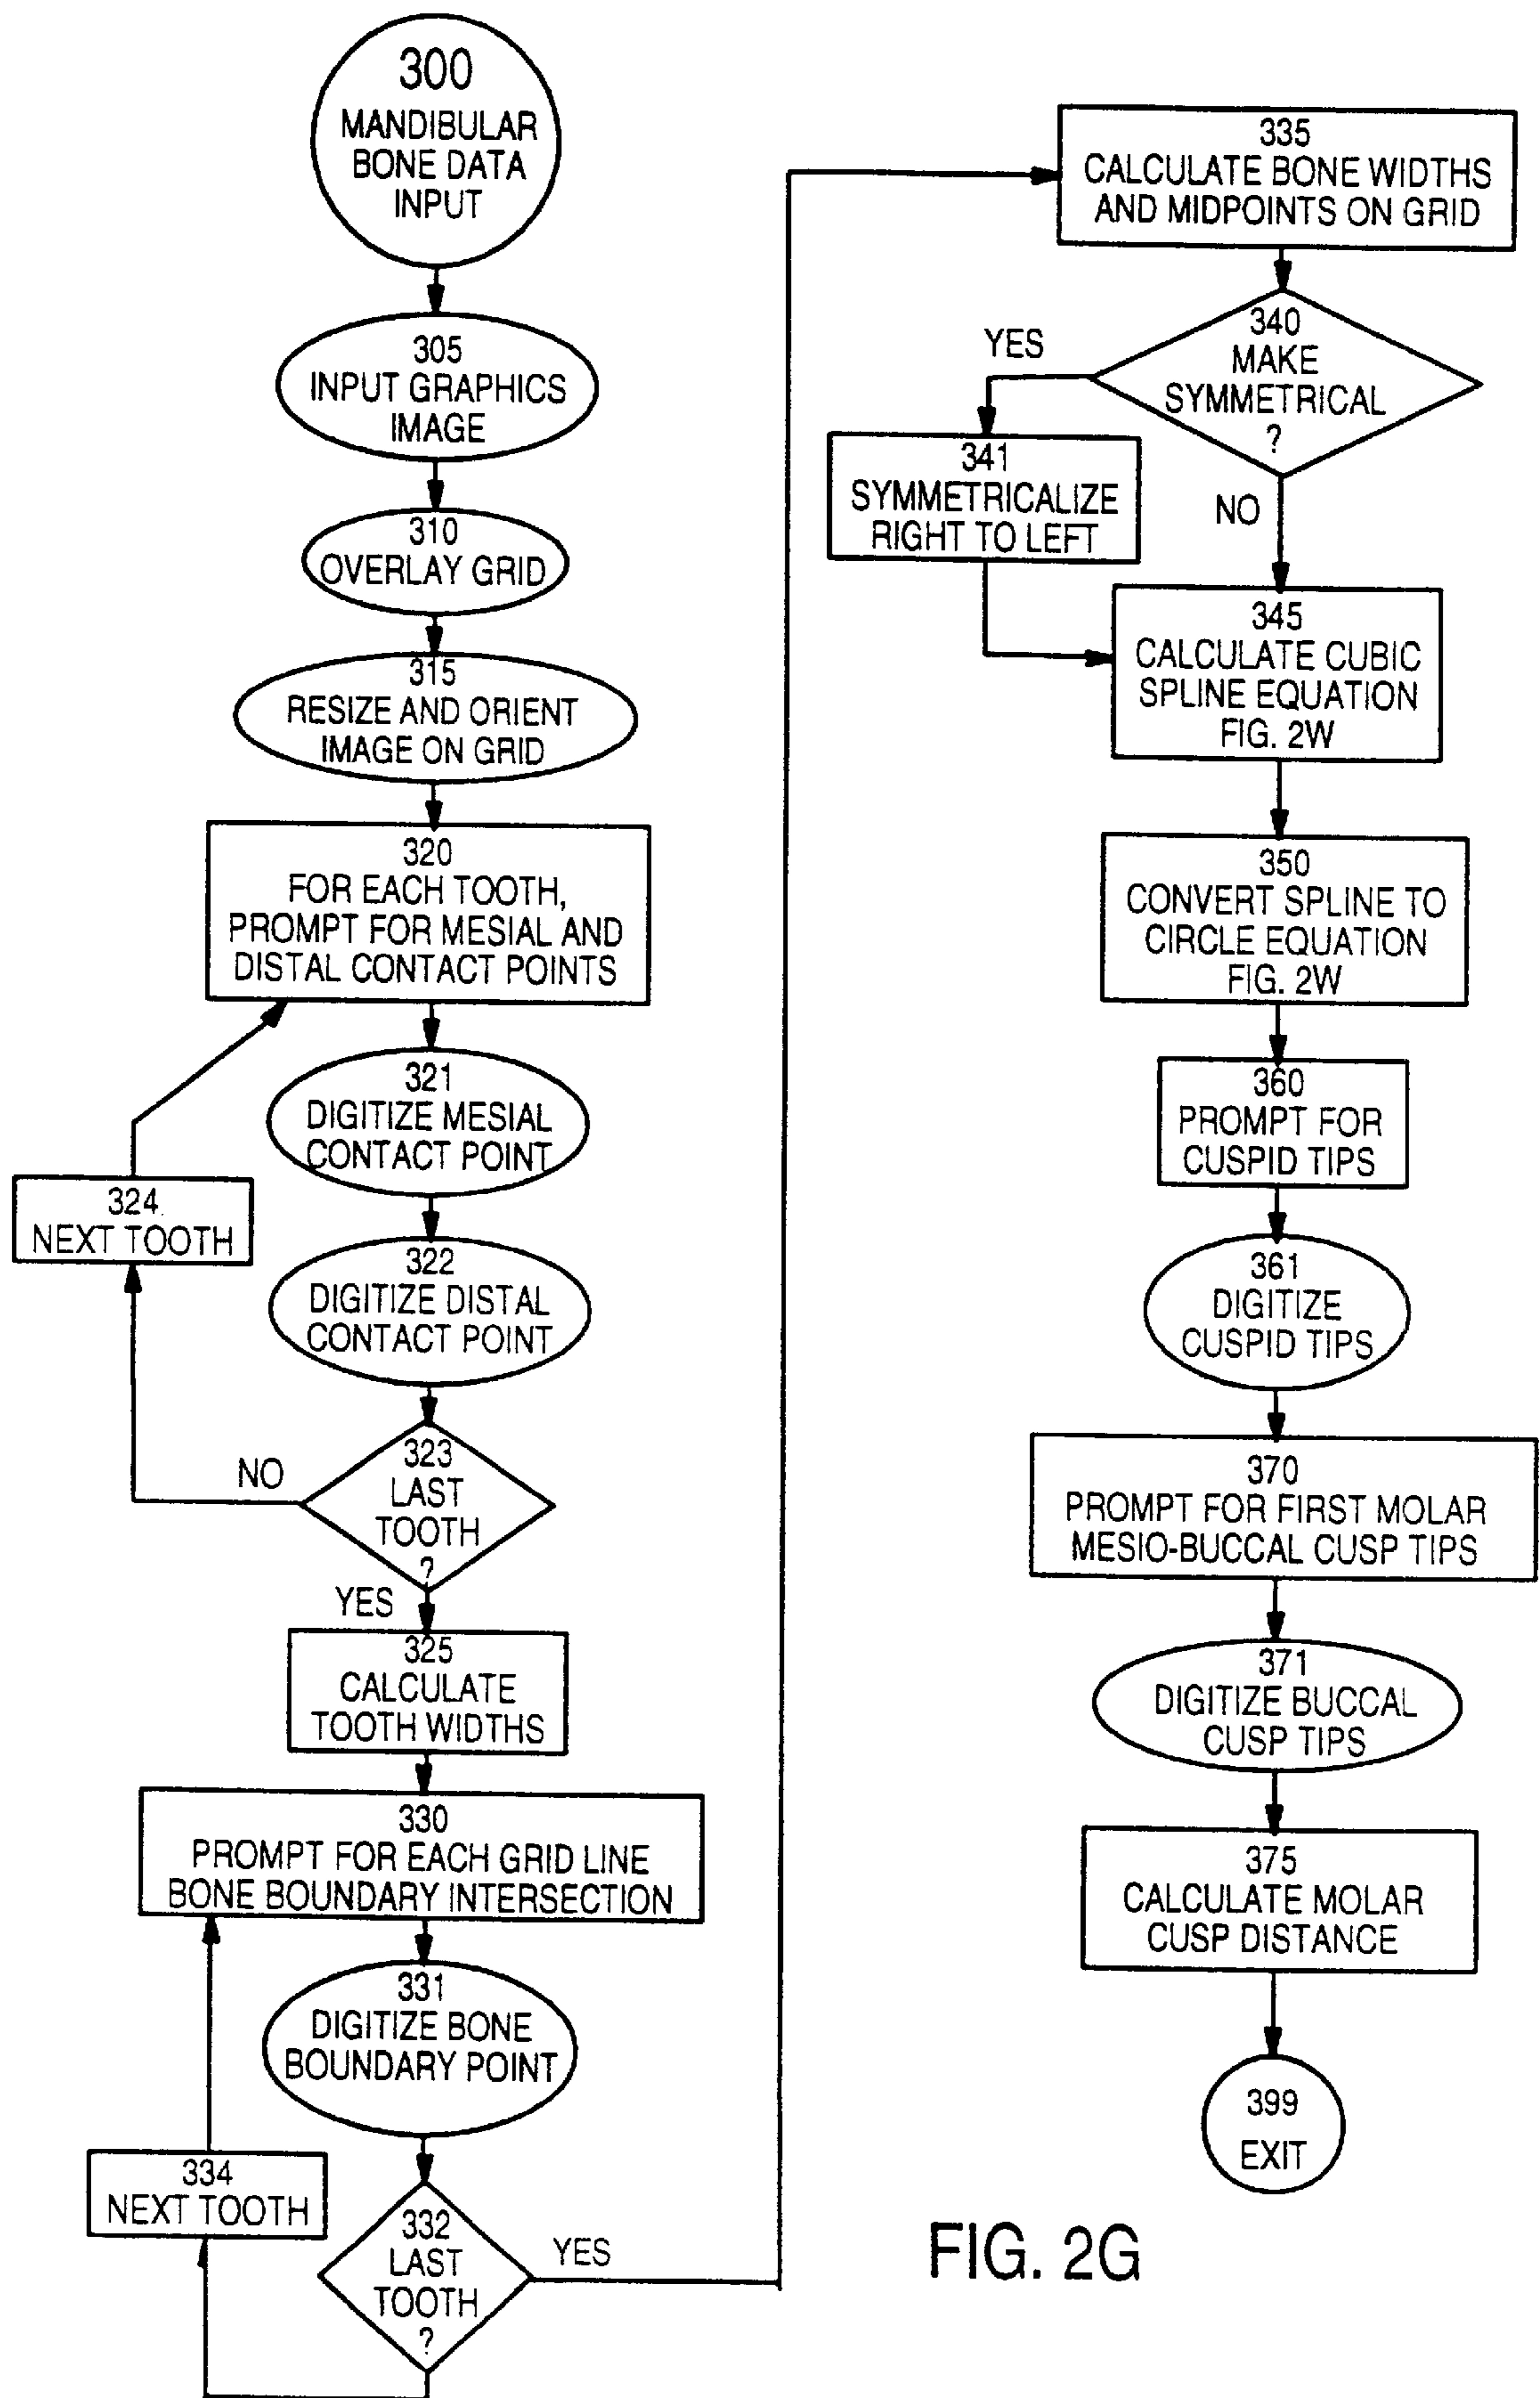 300
MANDIBULAR
BONE DATA
INPUT
305
INPUT GRAPHICS
IMAGE
310
OVERLAY GRID
315
RESIZE AND ORIENT
IMAGE ON GRID
320
FOR EACH TOOTH,
PROMPT FOR MESIAL AND
DISTAL CONTACT POINTS
321
DIGITIZE MESIAL
CONTACT POINT
324
NEXT TOOTH
322
DIGITIZE DISTAL
CONTACT POINT
323
LAST
TOOTH
?
NO
YES
325
CALCULATE
TOOTH WIDTHS
330
PROMPT FOR EACH GRID LINE
BONE BOUNDARY INTERSECTION
331
DIGITIZE BONE
BOUNDARY POINT
334
NEXT TOOTH
332
LAST
TOOTH
?
YES
335
CALCULATE BONE WIDTHS
AND MIDPOINTS ON GRID
340
MAKE
SYMMETRICAL
?
YES
341
SYMMETRICALIZE
RIGHT TO LEFT
NO
345
CALCULATE CUBIC
SPLINE EQUATION
FIG. 2W
350
CONVERT SPLINE TO
CIRCLE EQUATION
FIG. 2W
360
PROMPT FOR
CUSPID TIPS
361
DIGITIZE
CUSPID TIPS
370
PROMPT FOR FIRST MOLAR
MESIO-BUCCAL CUSP TIPS
371
DIGITIZE BUCCAL
CUSP TIPS
375
CALCULATE MOLAR
CUSP DISTANCE
399
EXIT
FIG. 2G